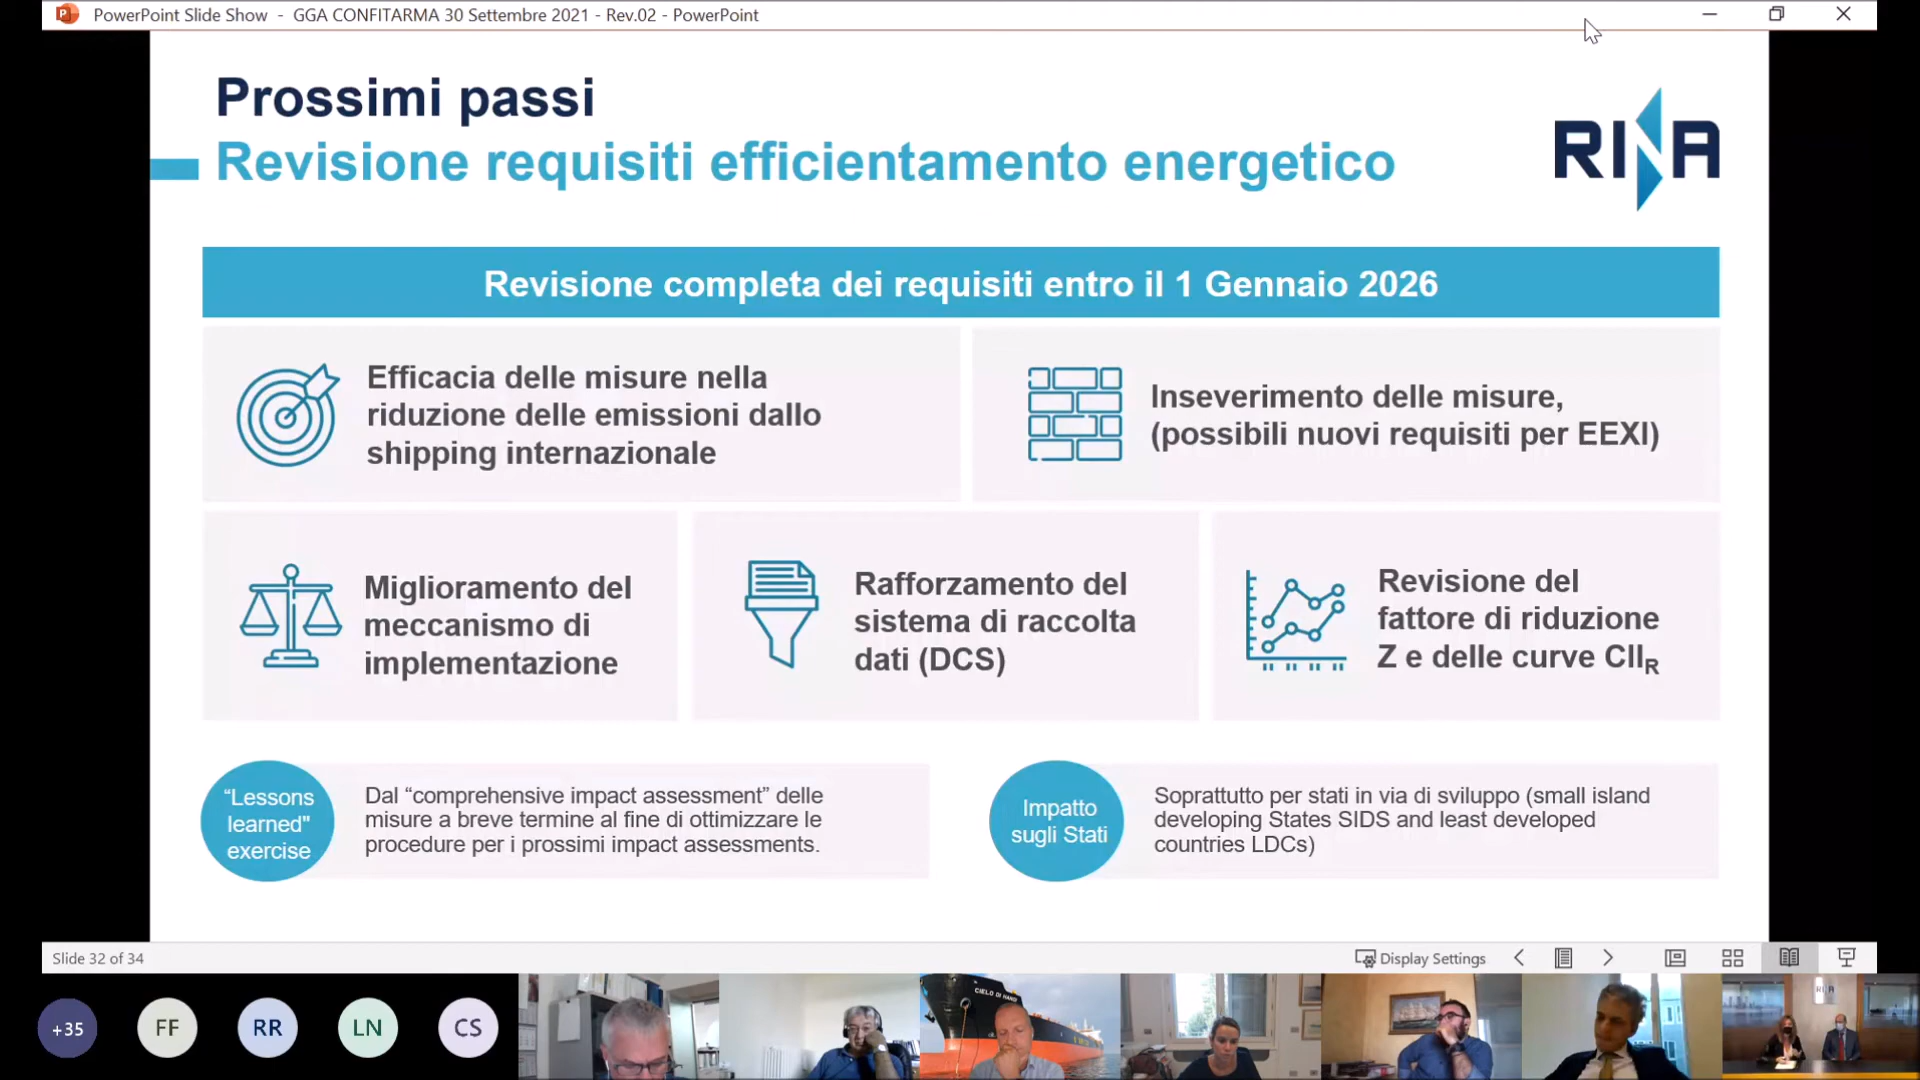 PowerPoint Slide Show - GGA CONFITARMA 30 Settembre 2021 - Rev.02 - PowerPoint
Prossimi passi
Revisione requisiti efficientamento energetico
RINA
Revisione completa dei requisiti entro il 1 Gennaio 2026
Efficacia delle misure nella
riduzione delle emissioni dallo
shipping internazionale
Inseverimento delle misure,
(possibili nuovi requisiti per EEXI)
Miglioramento del
meccanismo di
implementazione
Rafforzamento del
sistema di raccolta
dati (DCS)
Revisione del
fattore di riduzione
Z e delle curve CIIR
“Lessons
learned"
exercise
Dal “comprehensive impact assessment” delle
misure a breve termine al fine di ottimizzare le
procedure per i prossimi impact assessments.
Impatto
sugli Stati
Soprattutto per stati in via di sviluppo (small island
developing States SIDS and least developed
countries LDCs)
Slide 32 of 34
Display Settings
+35
FF
RR
LN
CS
CIELO DI HANOI
RINA